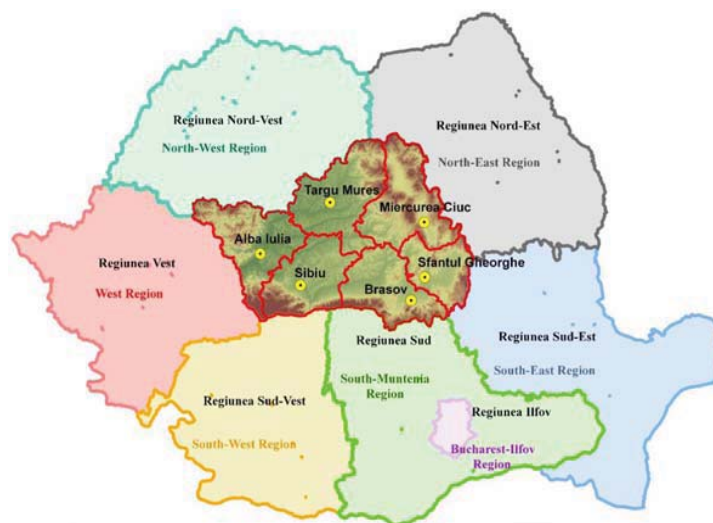 Regiunea Nord-Vest
North-West Region
Regiunea Nord-Est
North-East Region
Targu Mures
Miercurea Ciuc
Alba Iulia
Sibiu
Sfantul Gheorghe
Brasov
Regiunea Vest
West Region
Regiunea Sud
South-Muntenia
Region
Regiunea Sud-Est
South-East Region
Regiunea Sud-Vest
South-West Region
Regiunea Ilfov
Bucharest-Ilfov
Region